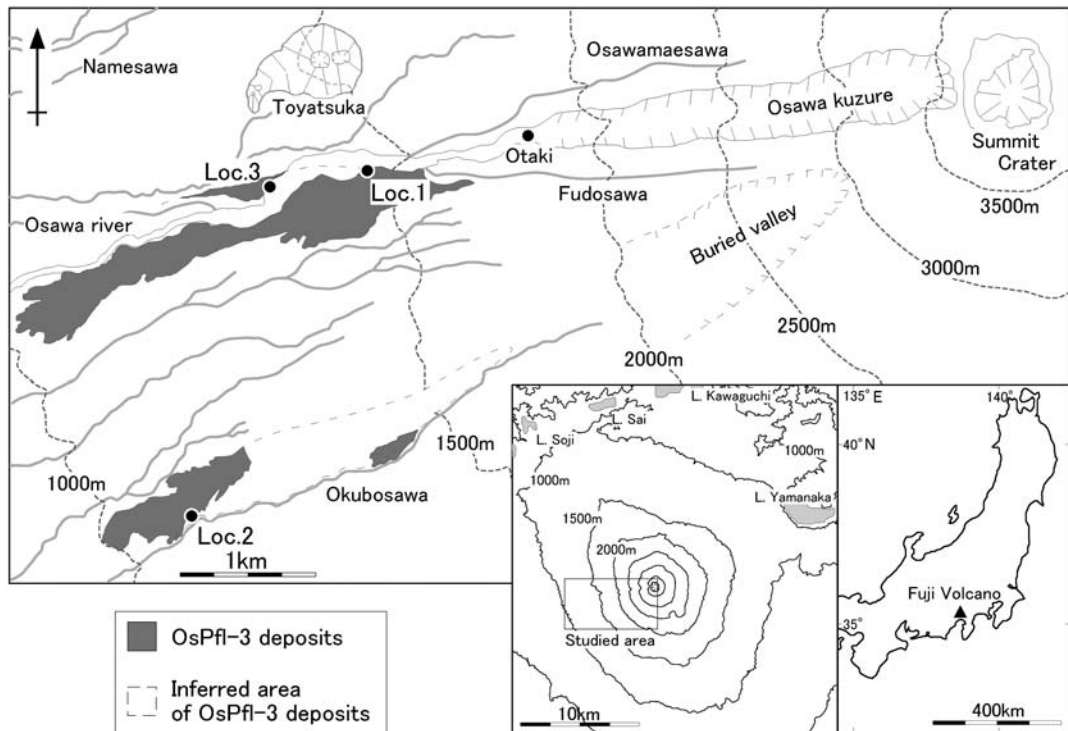 Namesawa
Toyatsuka
Osawamaesawa
Osawa kuzure
Summit
Crater
Otaki
Loc.3
Loc.1
Fudosawa
Osawa river
Buried valley
3500m
3000m
2500m
2000m
1500m
1000m
Okubosawa
Loc.2
1km
OsPfl-3 deposits
Inferred area
of OsPfl-3 deposits
L. Kawaguchi
L. Sai
L. Soji
1000m
1000m
L. Yamanaka
1500m
2000m
Studied area
10km
135° E
140°
40° N
Fuji Volcano
35°
400km